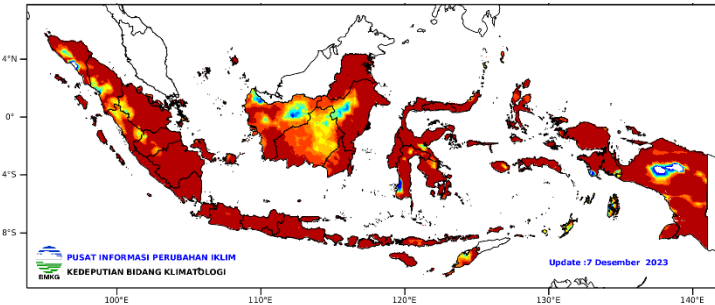 4°N
0°
4°S
8°S
BMKG
PUSAT INFORMASI PERUBAHAN IKLIM
KEDEPUTIAN BIDANG KLIMATOLOGI
Update :7 Desember 2023
100°E
110°E
120°E
130°E
140°E